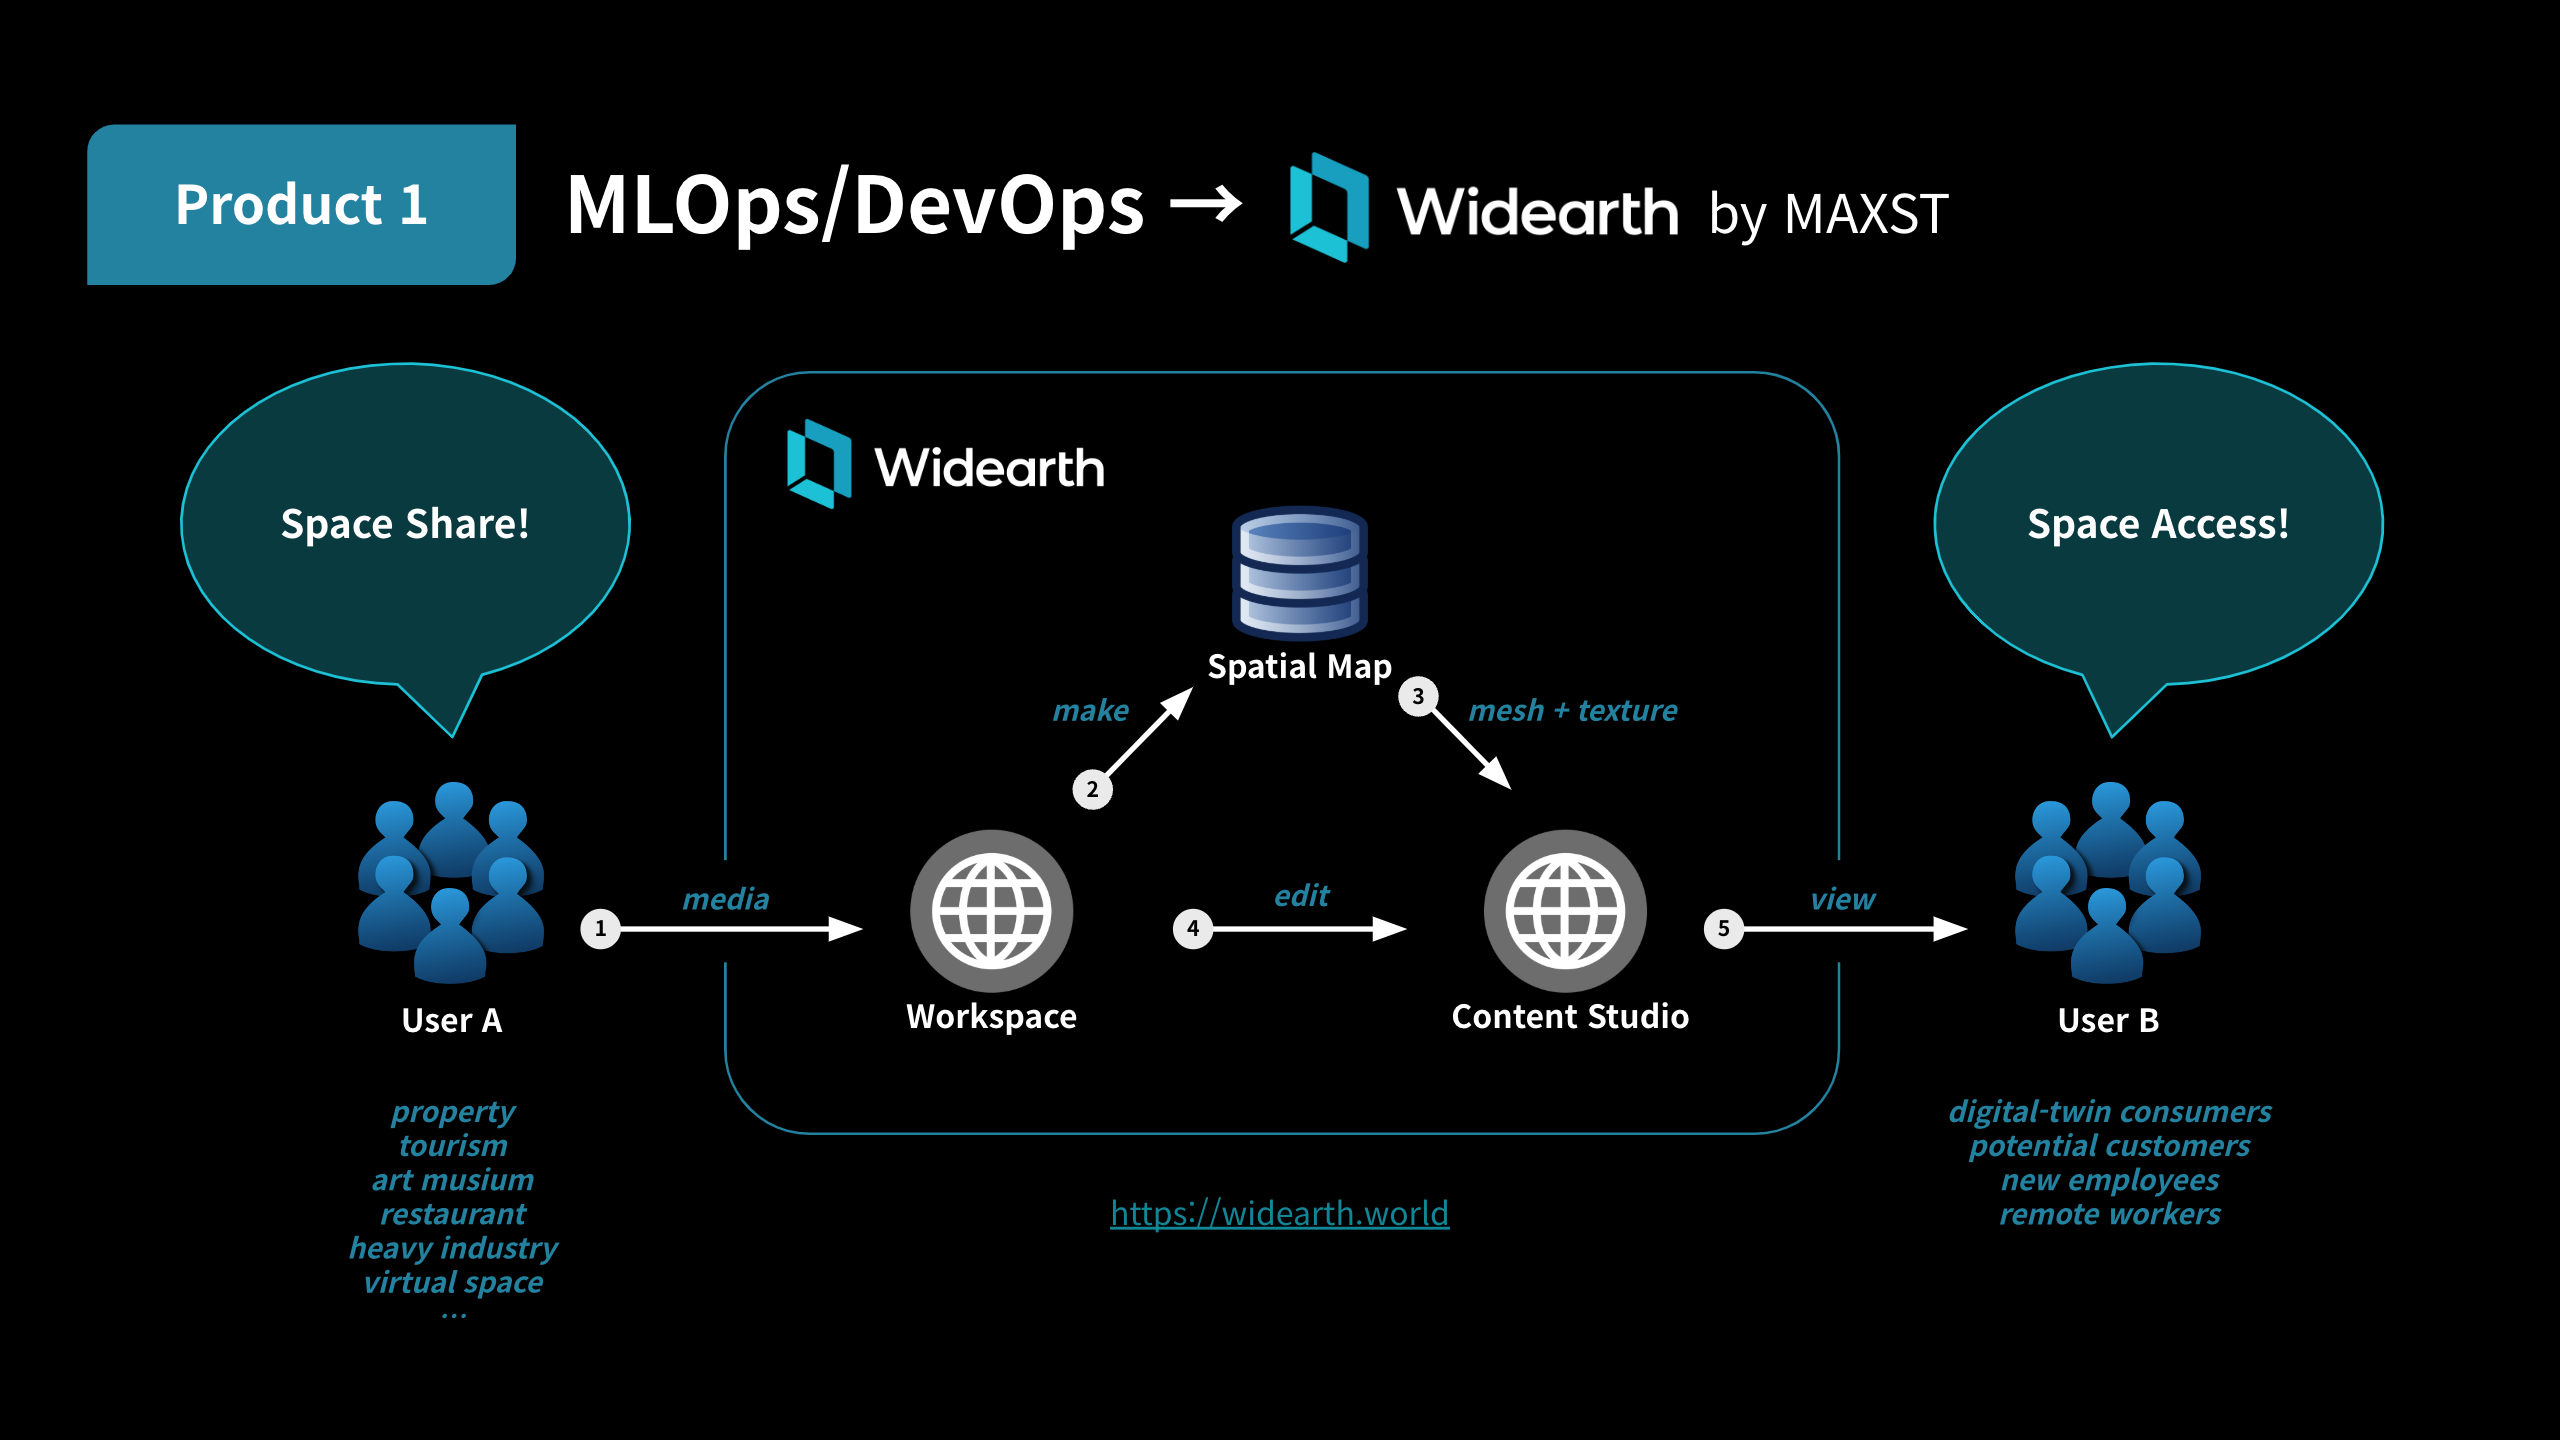 Product 1
MLOps/DevOps → Widearth by MAXST
Space Share!
Widearth
Space Access!
Spatial Map
make
3
mesh + texture
2
media
edit
view
1
4
5
Workspace
Content Studio
User A
User B
property
tourism
art musium
restaurant
heavy industry
virtual space
...
digital-twin consumers
potential customers
new employees
remote workers
https://widearth.world